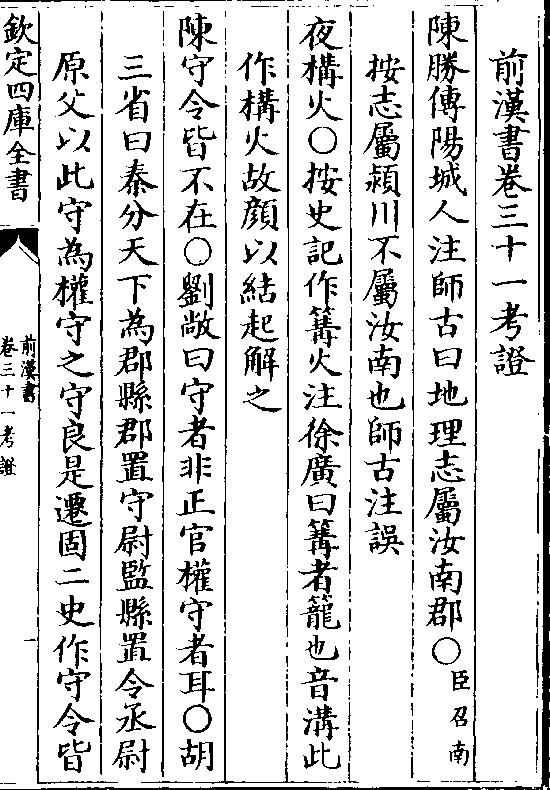 前漢書卷三十一考證
陳勝傳陽城人注師古曰地理志屬汝南郡〇臣召南
按志屬潁川不屬汝南也師古注誤
夜構火〇按史記作篝火注徐廣曰篝者籠也音溝此
作構火故顔以結起解之
陳守令皆不在〇劉敞曰守者非正官權守者耳〇胡
三省曰秦分天下為郡縣郡置守尉監縣置令丞尉
原父以此守為權守之守良是遷固二史作守令皆
欽定四庫全書
前漢書
卷三十一考證
一